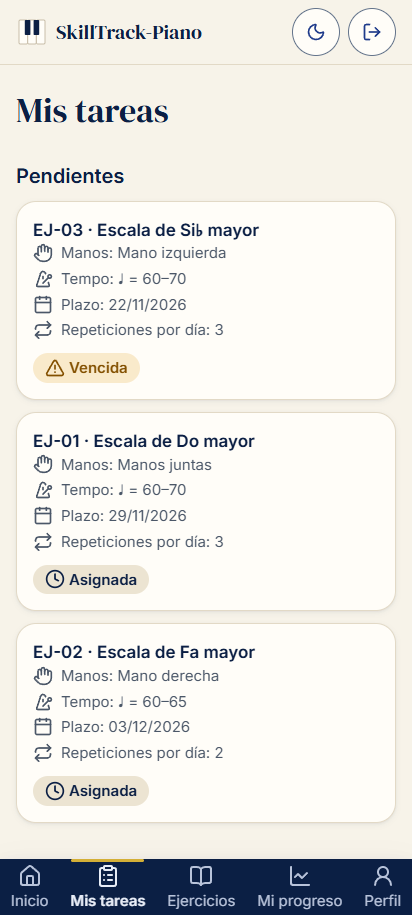 SkillTrack-Piano
Mis tareas
Pendientes
EJ-03 · Escala de Si♭ mayor
Manos: Mano izquierda
Tempo: ♩ = 60–70
Plazo: 22/11/2026
Repeticiones por día: 3
Vencida
EJ-01 · Escala de Do mayor
Manos: Manos juntas
Tempo: ♩ = 60–70
Plazo: 29/11/2026
Repeticiones por día: 3
Asignada
EJ-02 · Escala de Fa mayor
Manos: Mano derecha
Tempo: ♩ = 60–65
Plazo: 03/12/2026
Repeticiones por día: 2
Asignada
Inicio Mis tareas Ejercicios Mi progreso Perfil